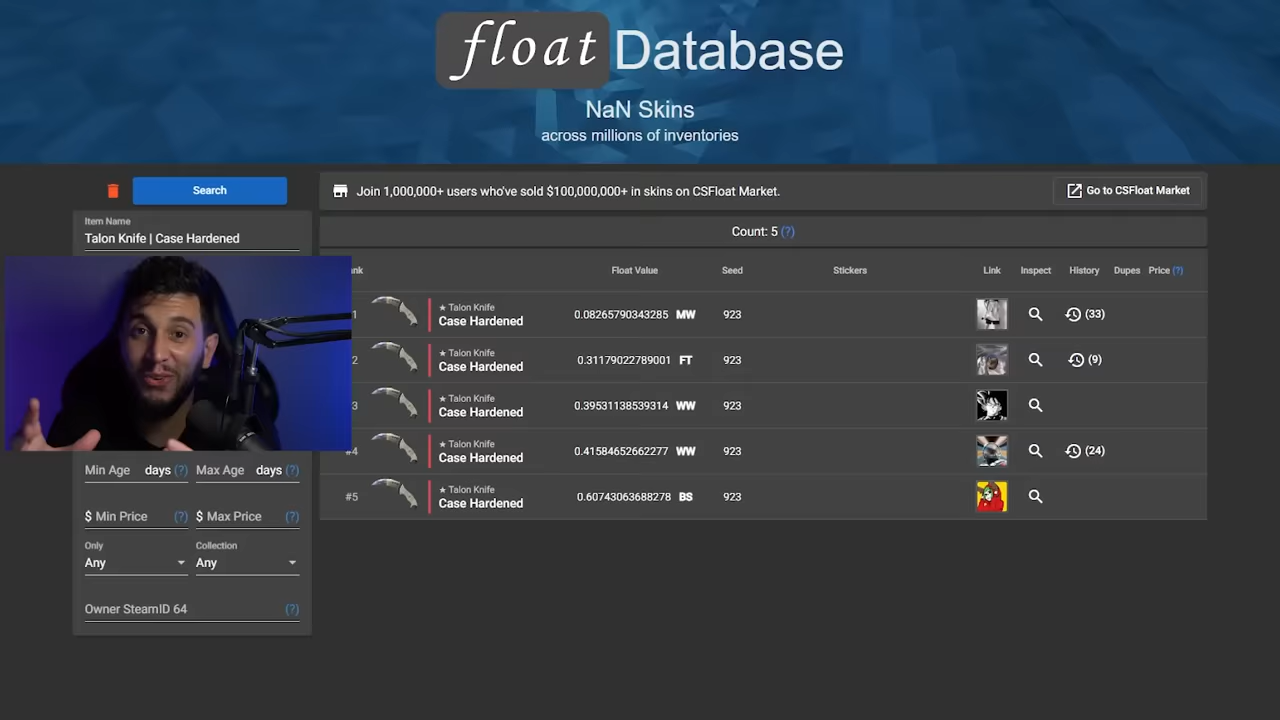 float Database
NaN Skins
across millions of inventories
Search
Join 1,000,000+ users who've sold $100,000,000+ in skins on CSFloat Market.
Go to CSFloat Market
Item Name
Talon Knife | Case Hardened
Count: 5 (?)
Float Value Seed Stickers Link Inspect History Dupes Price (?)
★ Talon Knife
Case Hardened
0.08265790343285 MW 923 (33)
★ Talon Knife
Case Hardened
0.31179022789001 FT 923 (9)
★ Talon Knife
Case Hardened
0.39531138539314 WW 923
#4
★ Talon Knife
Case Hardened
0.41584652662277 WW 923 (24)
#5
★ Talon Knife
Case Hardened
0.60743063688278 BS 923
Min Age days (?) Max Age days (?)
$ Min Price (?) $ Max Price (?)
Only Collection
Any Any
Owner SteamID 64 (?)